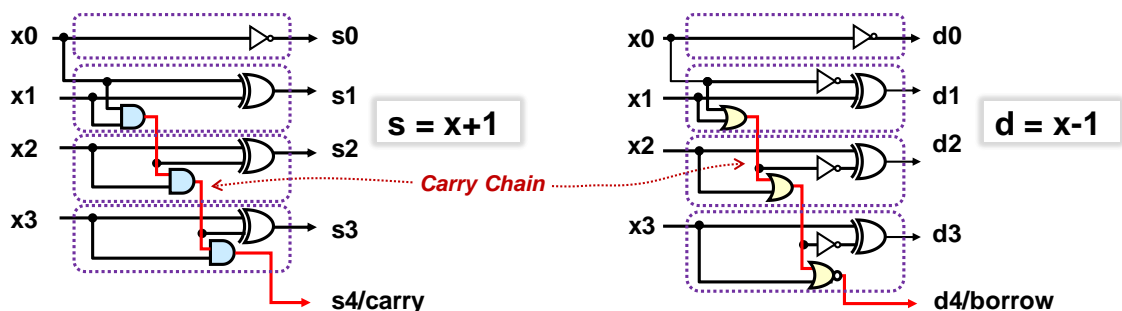 x0
s0
x1
s1
s = x+1
x2
s2
x3
s3
s4/carry
Carry Chain
x0
d0
x1
d1
d = x-1
x2
d2
x3
d3
d4/borrow